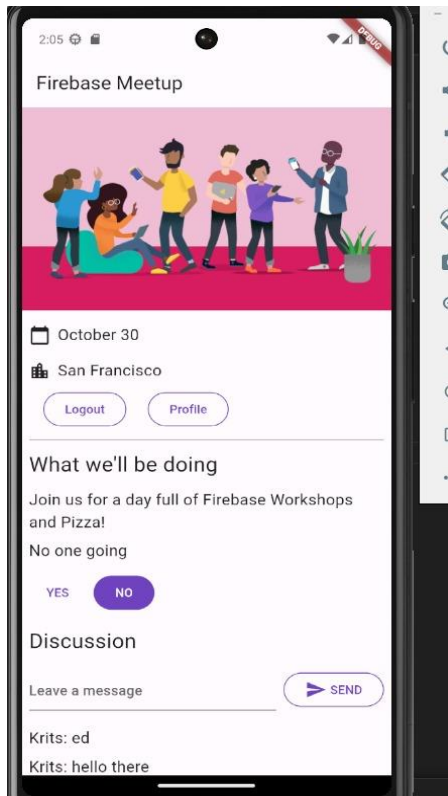 2:05
DEBUG
Firebase Meetup
October 30
San Francisco
Logout Profile
What we'll be doing
Join us for a day full of Firebase Workshops
and Pizza!
No one going
YES NO
Discussion
Leave a message SEND
Krits: ed
Krits: hello there